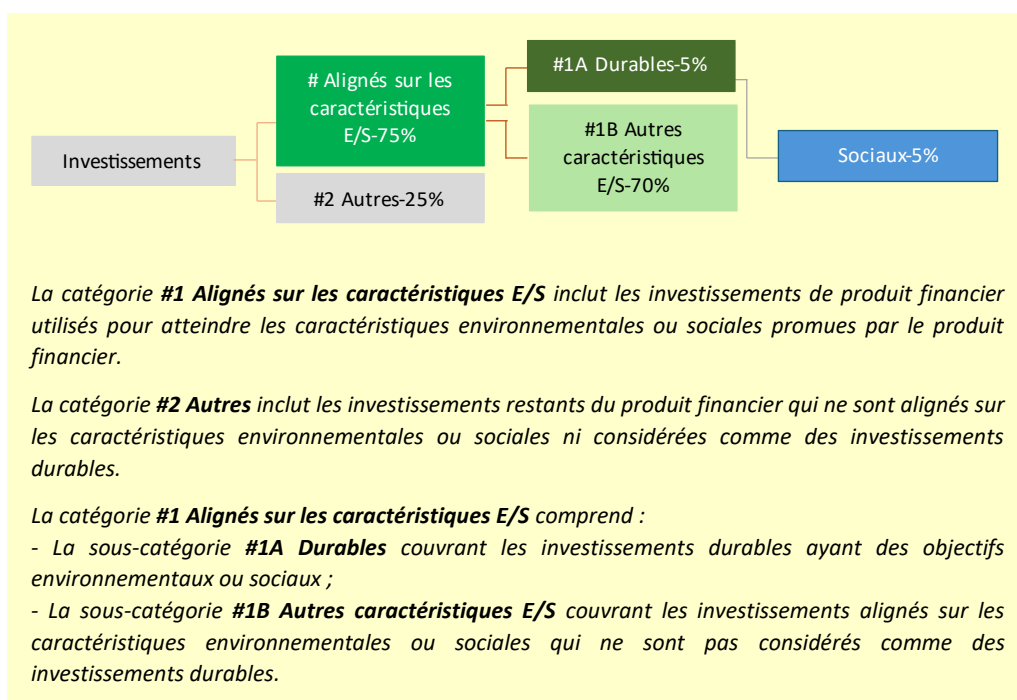 # Alignés sur les
caractéristiques
E/S-75%
#1A Durables-5%
Investissements
#1B Autres
caractéristiques
E/S-70%
Sociaux-5%
#2 Autres-25%
La catégorie #1 Alignés sur les caractéristiques E/S inclut les investissements de produit financier
utilisés pour atteindre les caractéristiques environnementales ou sociales promues par le produit
financier.
La catégorie #2 Autres inclut les investissements restants du produit financier qui ne sont alignés sur
les caractéristiques environnementales ou sociales ni considérées comme des investissements
durables.
La catégorie #1 Alignés sur les caractéristiques E/S comprend :
- La sous-catégorie #1A Durables couvrant les investissements durables ayant des objectifs
environnementaux ou sociaux ;
- La sous-catégorie #1B Autres caractéristiques E/S couvrant les investissements alignés sur les
caractéristiques environnementales ou sociales qui ne sont pas considérés comme des
investissements durables.